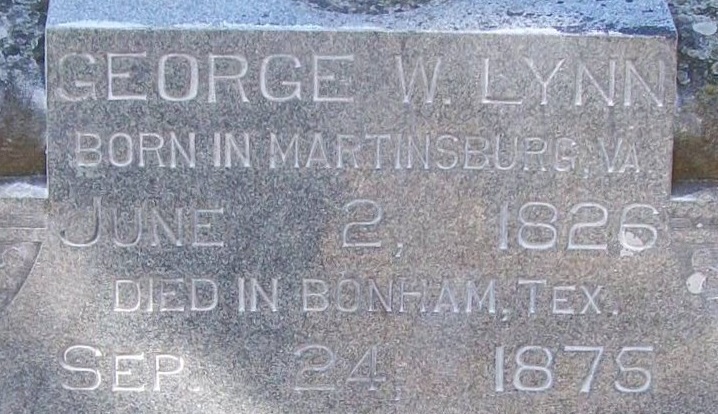 GEORGE W. LYNN
BORN IN MARTINSBURG, VA
JUNE 2, 1826
DIED IN BONHAM, TEX.
SEP. 24, 1875